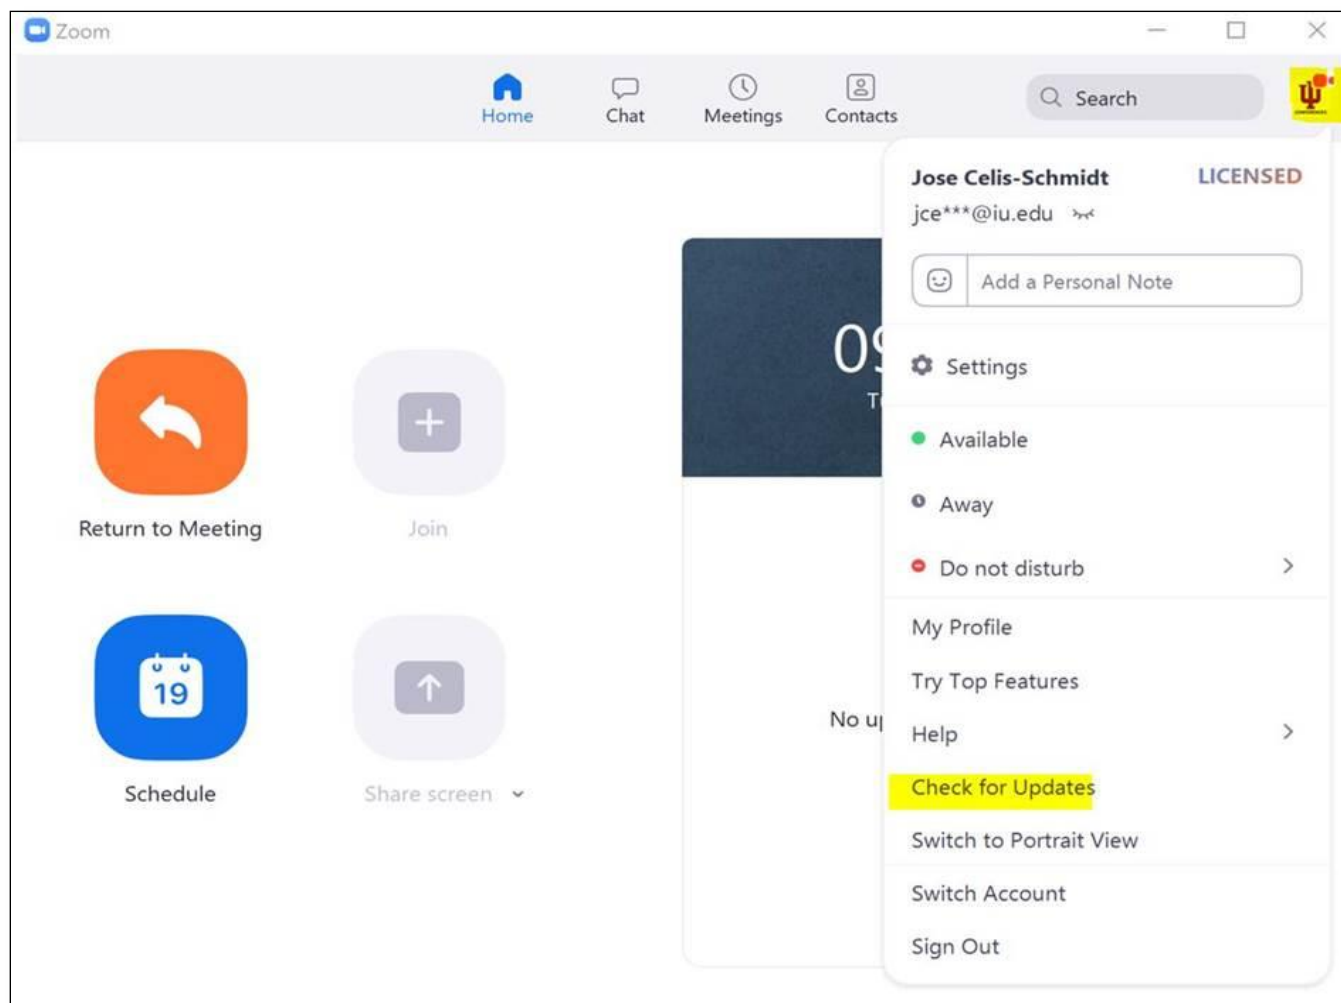 Zoom
Home
Chat
Meetings
Contacts
Search
Jose Celis-Schmidt
LICENSED
jce***@iu.edu
Add a Personal Note
Settings
Available
Away
Do not disturb
My Profile
Try Top Features
Help
Check for Updates
Switch to Portrait View
Switch Account
Sign Out
Return to Meeting
Join
19
Schedule
Share screen
09
No